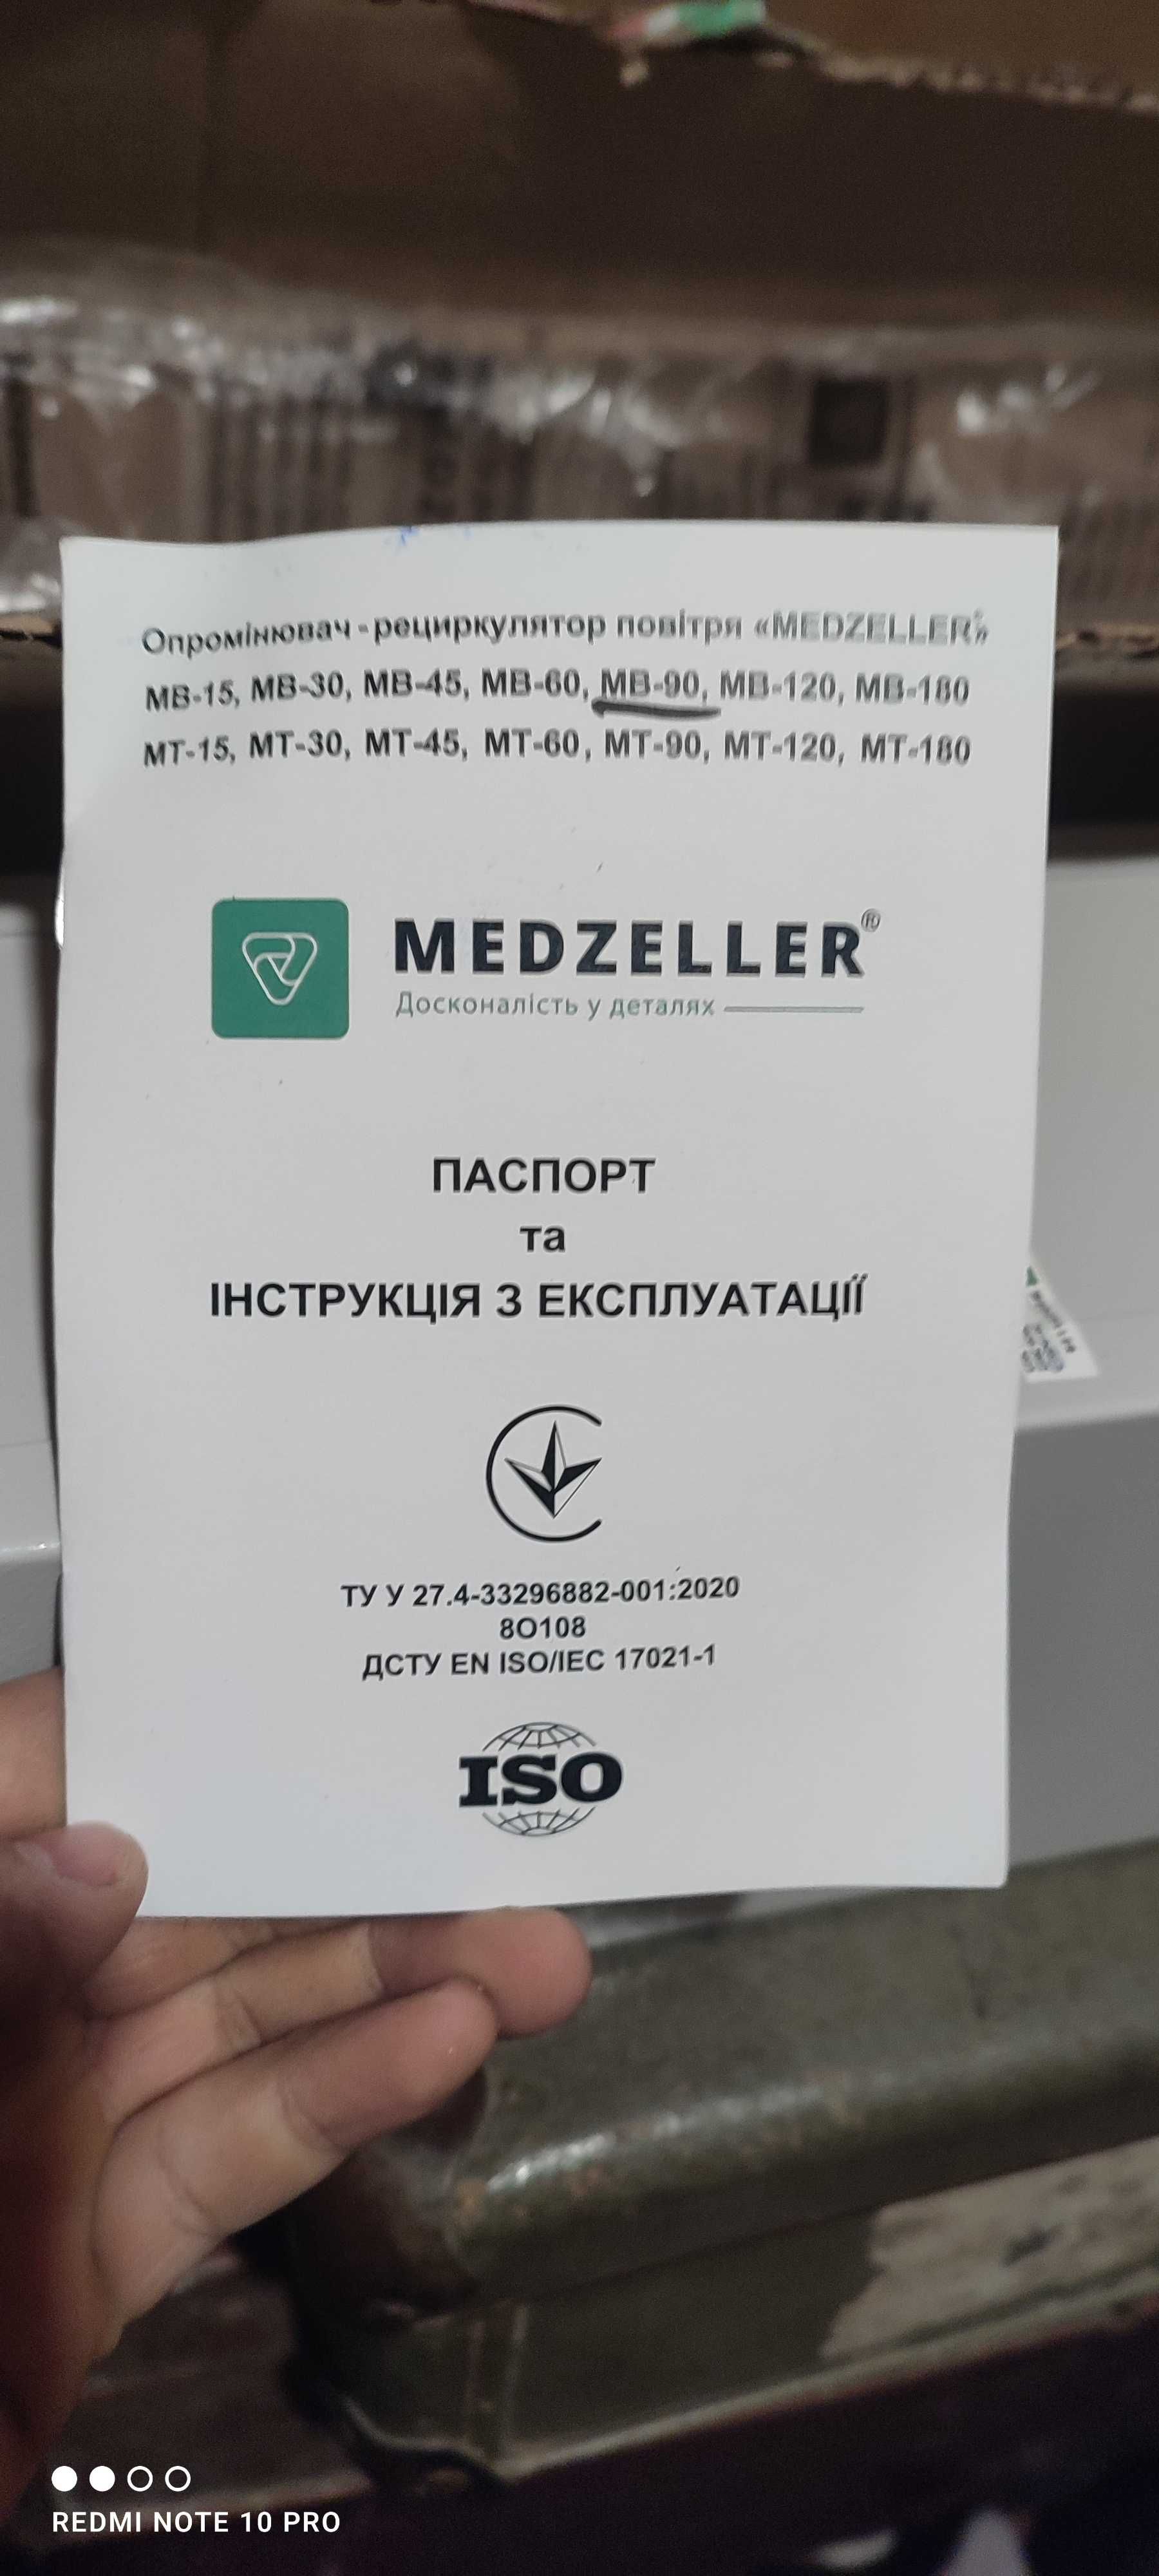 Опромінювач-рециркулятор повітря «MEDZELLER®»
МВ-15, МВ-30, МВ-45, МВ-60, МВ-90, МВ-120, МВ-180
МТ-15, МТ-30, МТ-45, МТ-60, МТ-90, МТ-120, МТ-180
MEDZELLER®
Досконалість у деталях
ПАСПОРТ
та
ІНСТРУКЦІЯ З ЕКСПЛУАТАЦІЇ
ТУ У 27.4-33296882-001:2020
8О108
ДСТУ EN ISO/IEC 17021-1
ISO
REDMI NOTE 10 PRO